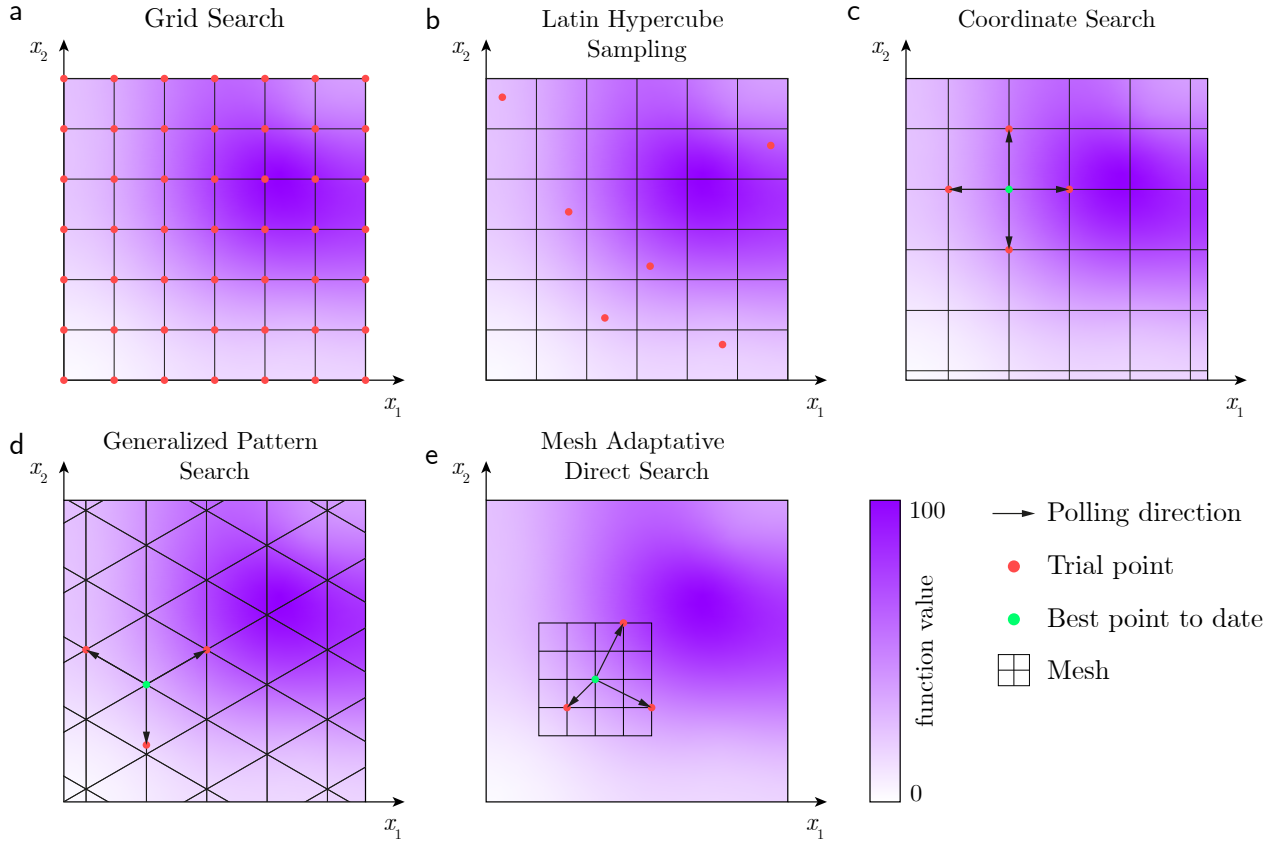 a
Grid Search
x2
x1
b
Latin Hypercube
Sampling
x2
x1
c
Coordinate Search
x2
x1
d
Generalized Pattern
Search
x2
x1
e
Mesh Adaptative
Direct Search
x2
x1
100
0
function value
Polling direction
Trial point
Best point to date
Mesh